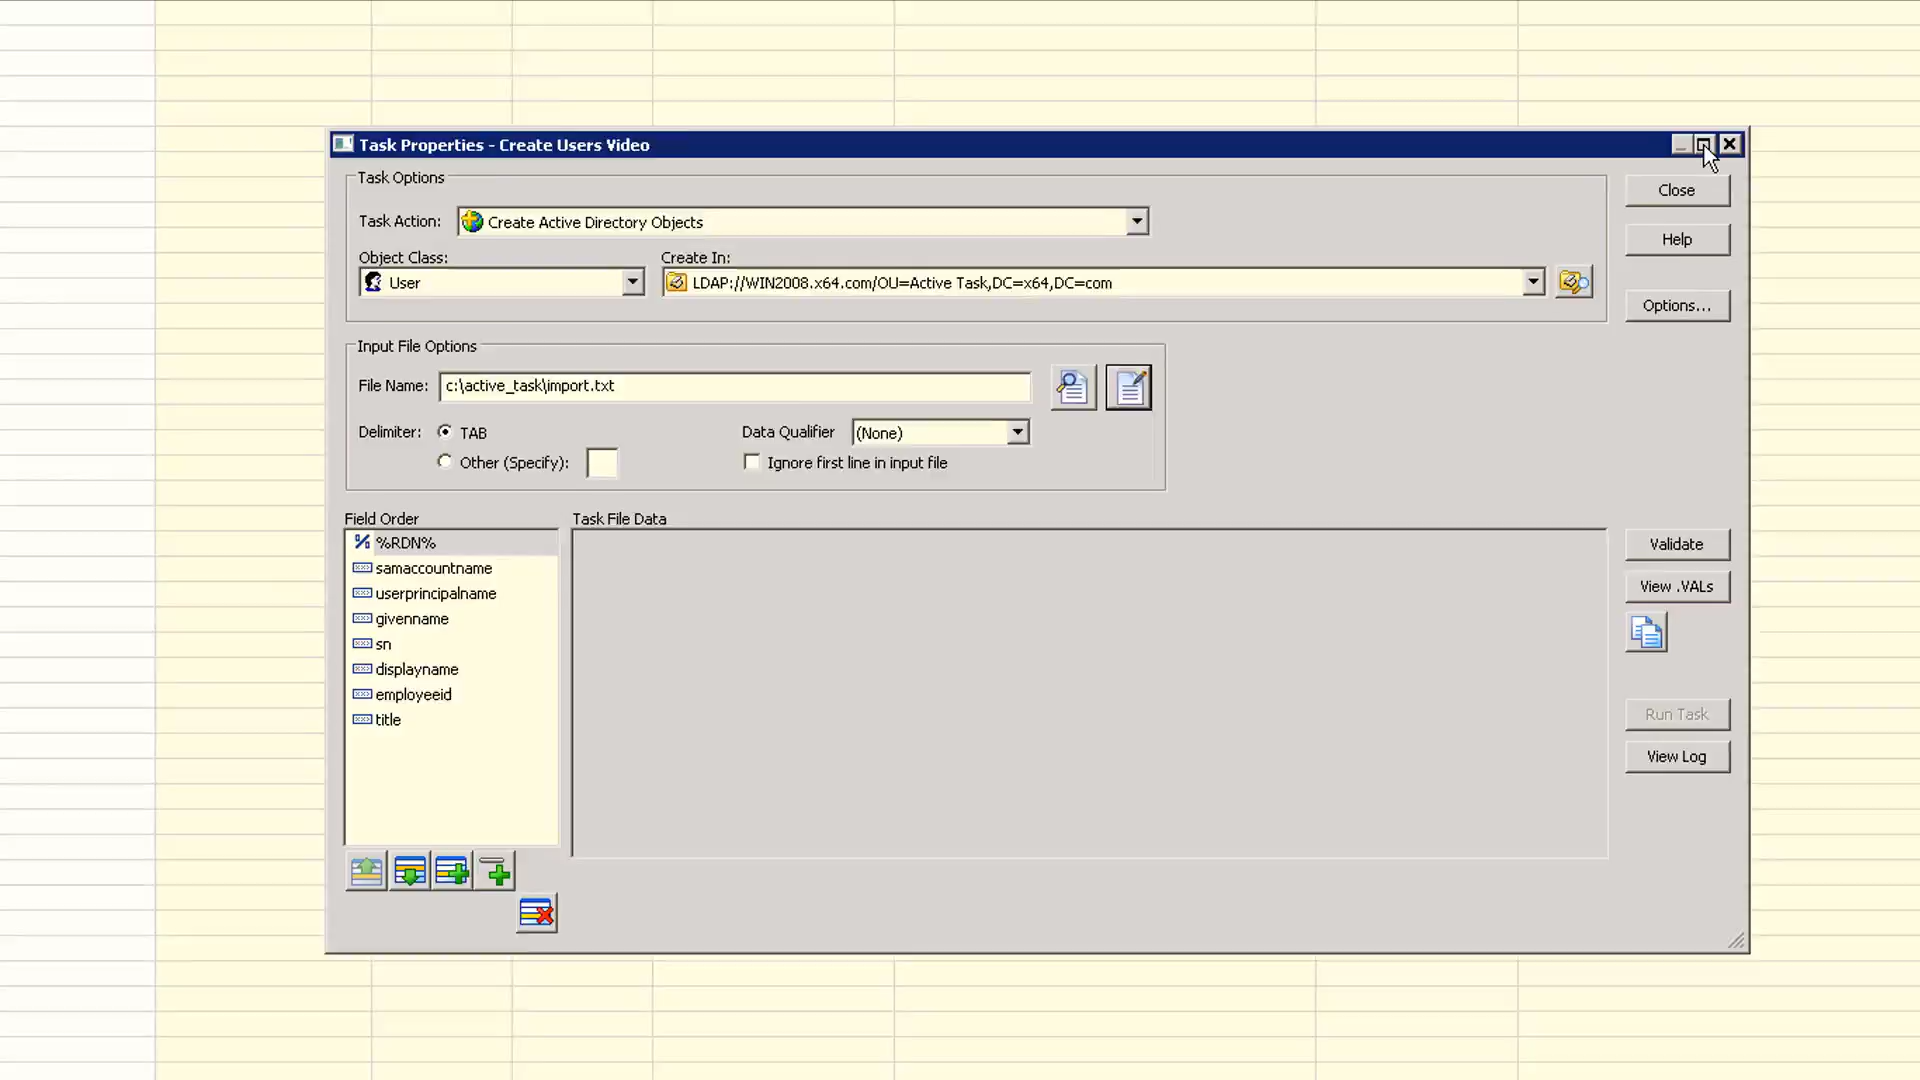 Task Properties - Create Users Video
Task Options
Close
Task Action: Create Active Directory Objects
Help
Object Class: Create In:
User LDAP://WIN2008.x64.com/OU=Active Task,DC=x64,DC=com
Options...
Input File Options
File Name: c:\active_task\import.txt
Delimiter: TAB Data Qualifier (None)
Other (Specify): Ignore first line in input file
Field Order Task File Data
%RDN%
Validate
samaccountname
View .VALs
userprincipalname
givenname
sn
displayname
employeeid
title
Run Task
View Log